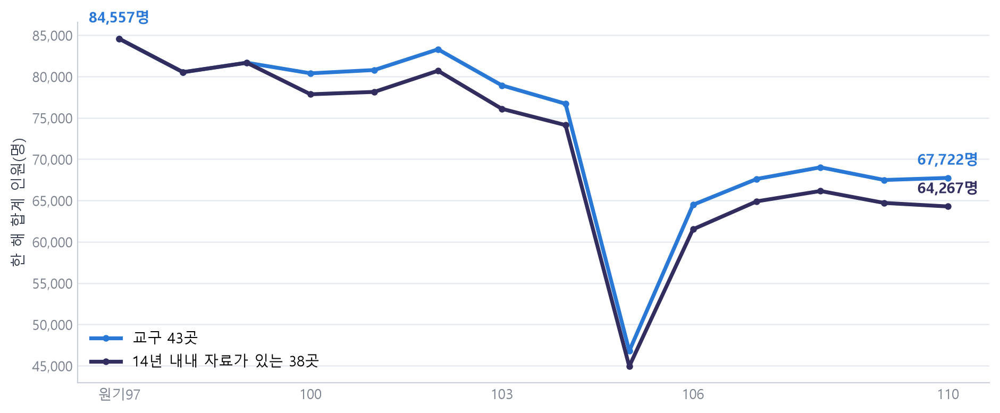 84,557명
85,000
80,000
75,000
70,000
65,000
60,000
55,000
50,000
45,000
한 해 합계 인원(명)
67,722명
64,267명
교구 43곳
14년 내내 자료가 있는 38곳
원기97
100
103
106
110